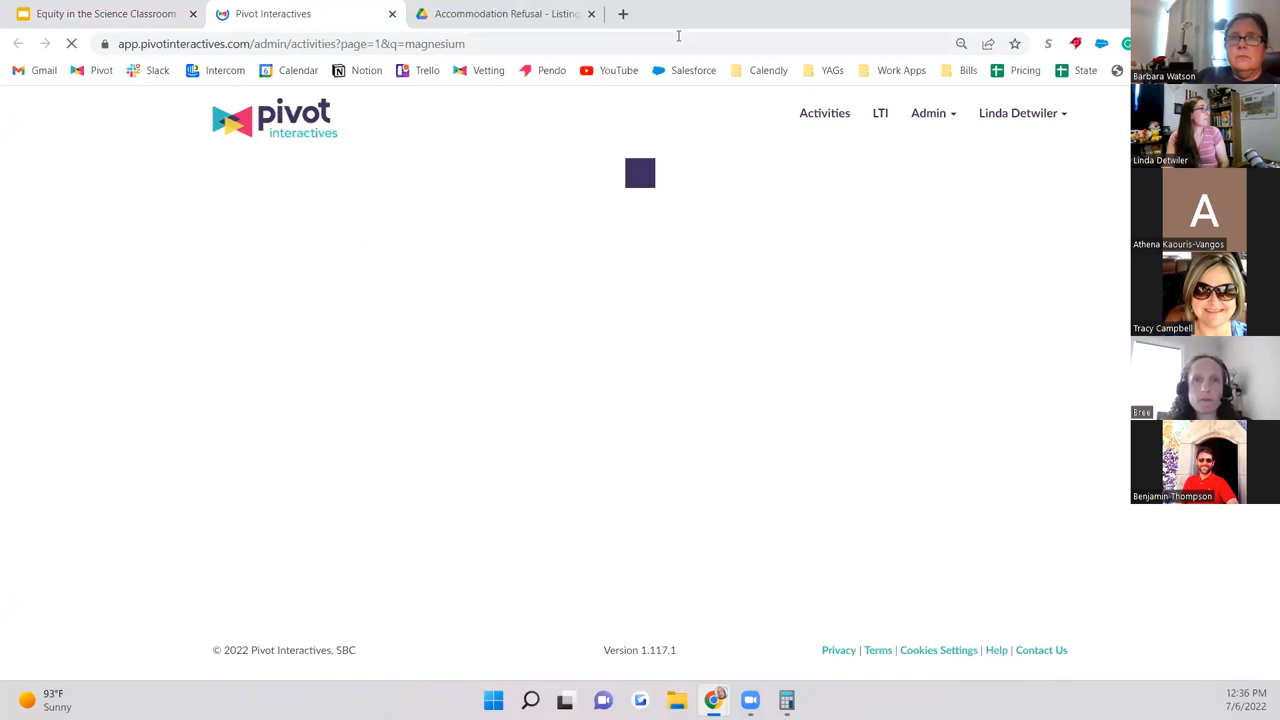 Equity in the Science Classroom
Pivot Interactives
Accommodation Refusal - Listing
app.pivotinteractives.com/admin/activities?page=1&q=magnesium
Gmail
Pivot
Slack
Intercom
Calendar
Notion
Trello
Vetting
Pendo
YouTube
Salesforce
Calendly
YAGs
Work Apps
Bills
Pricing
State
pivot
interactives
Activities
LTI
Admin
Linda Detwiler
Barbara Watson
Linda Detwiler
A
Athena Kaouris-Vangos
Tracy Campbell
Bree
Benjamin Thompson
© 2022 Pivot Interactives, SBC
Version 1.117.1
Privacy | Terms | Cookies Settings | Help | Contact Us
93°F
Sunny
12:36 PM
7/6/2022